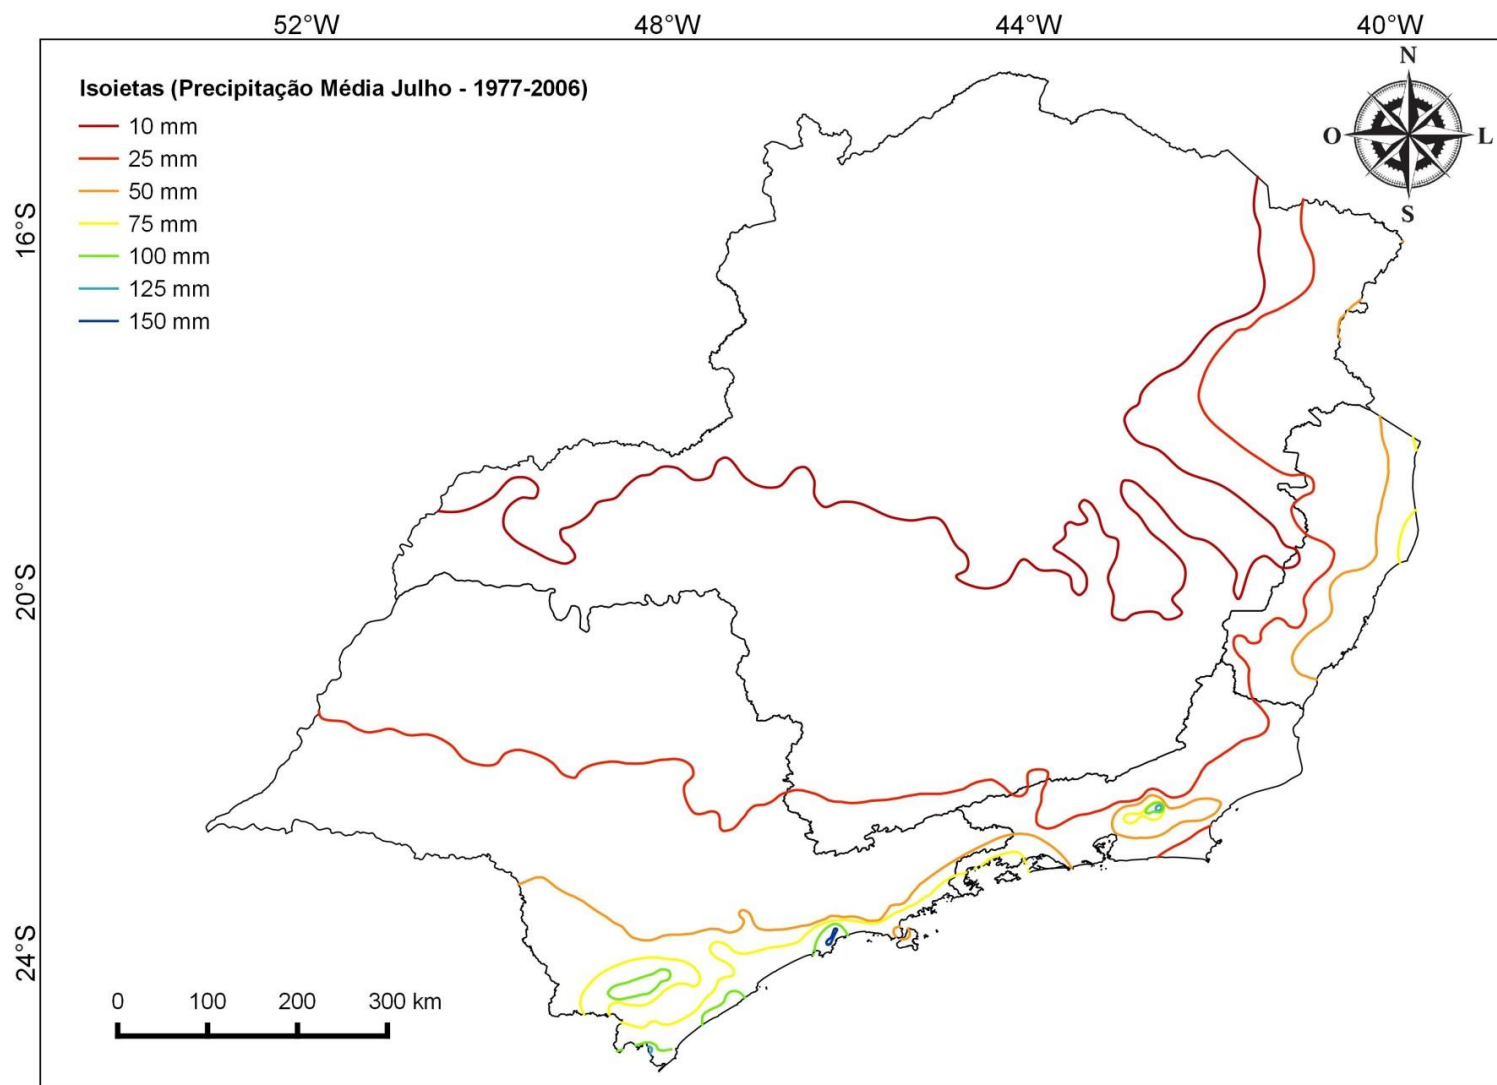 52°W 48°W 44°W 40°W
Isoietas (Precipitação Média Julho - 1977-2006)
10 mm
25 mm
50 mm
75 mm
100 mm
125 mm
150 mm
N
O L
S
16°S
20°S
24°S
0 100 200 300 km